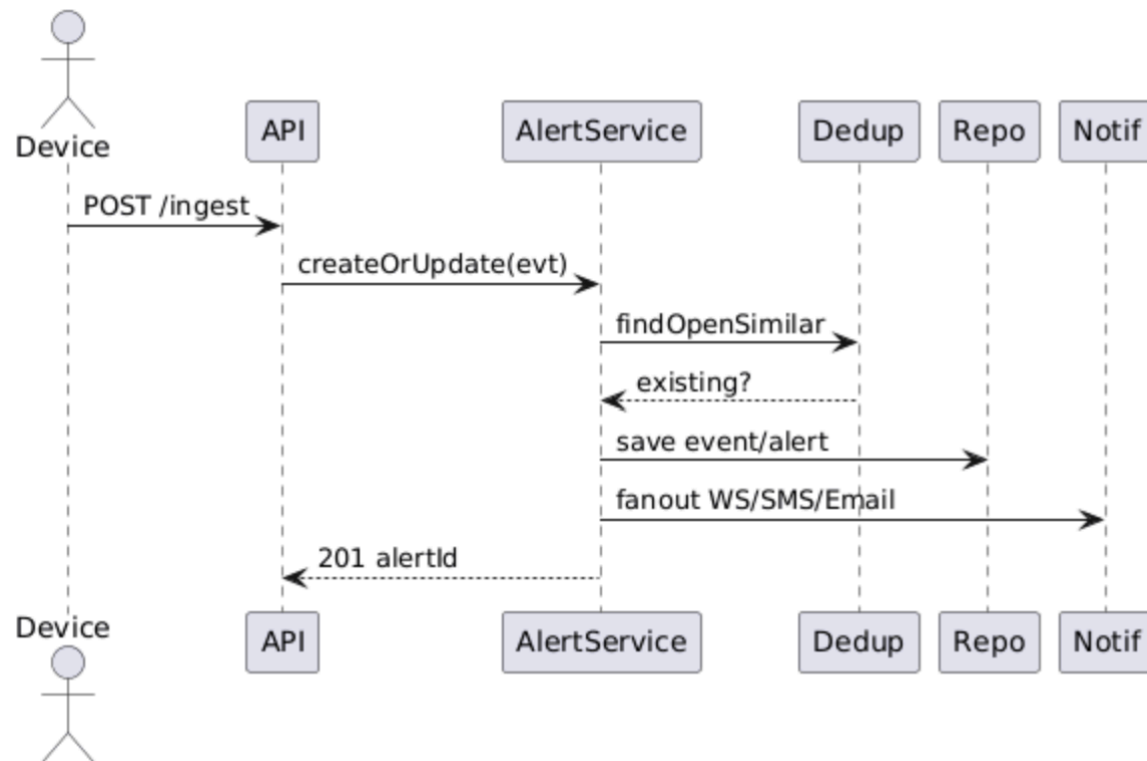 Device
API
AlertService
Dedup
Repo
Notif
POST /ingest
createOrUpdate(evt)
findOpenSimilar
existing?
save event/alert
fanout WS/SMS/Email
201 alertId
Device
API
AlertService
Dedup
Repo
Notif